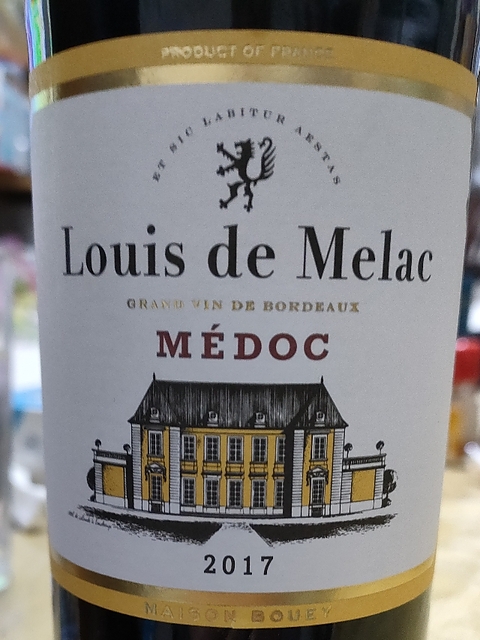 PRODUCT OF FRANCE
ET SIC LABITUR AESTAS
Louis de Melac
GRAND VIN DE BORDEAUX
MÉDOC
2017
MAISON BOUEY